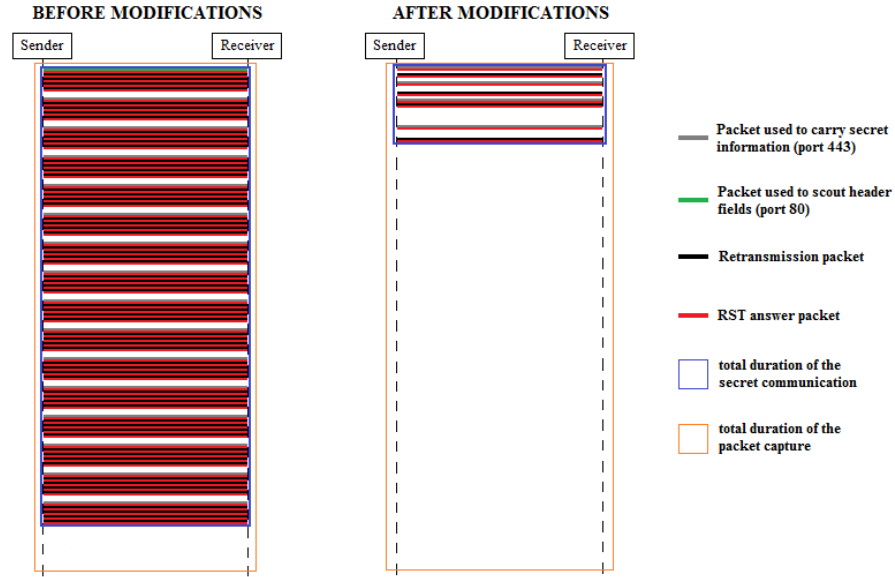 BEFORE MODIFICATIONS
Sender
Receiver
AFTER MODIFICATIONS
Sender
Receiver
Packet used to carry secret
information (port 443)
Packet used to scout header
fields (port 80)
Retransmission packet
RST answer packet
total duration of the
secret communication
total duration of the
packet capture